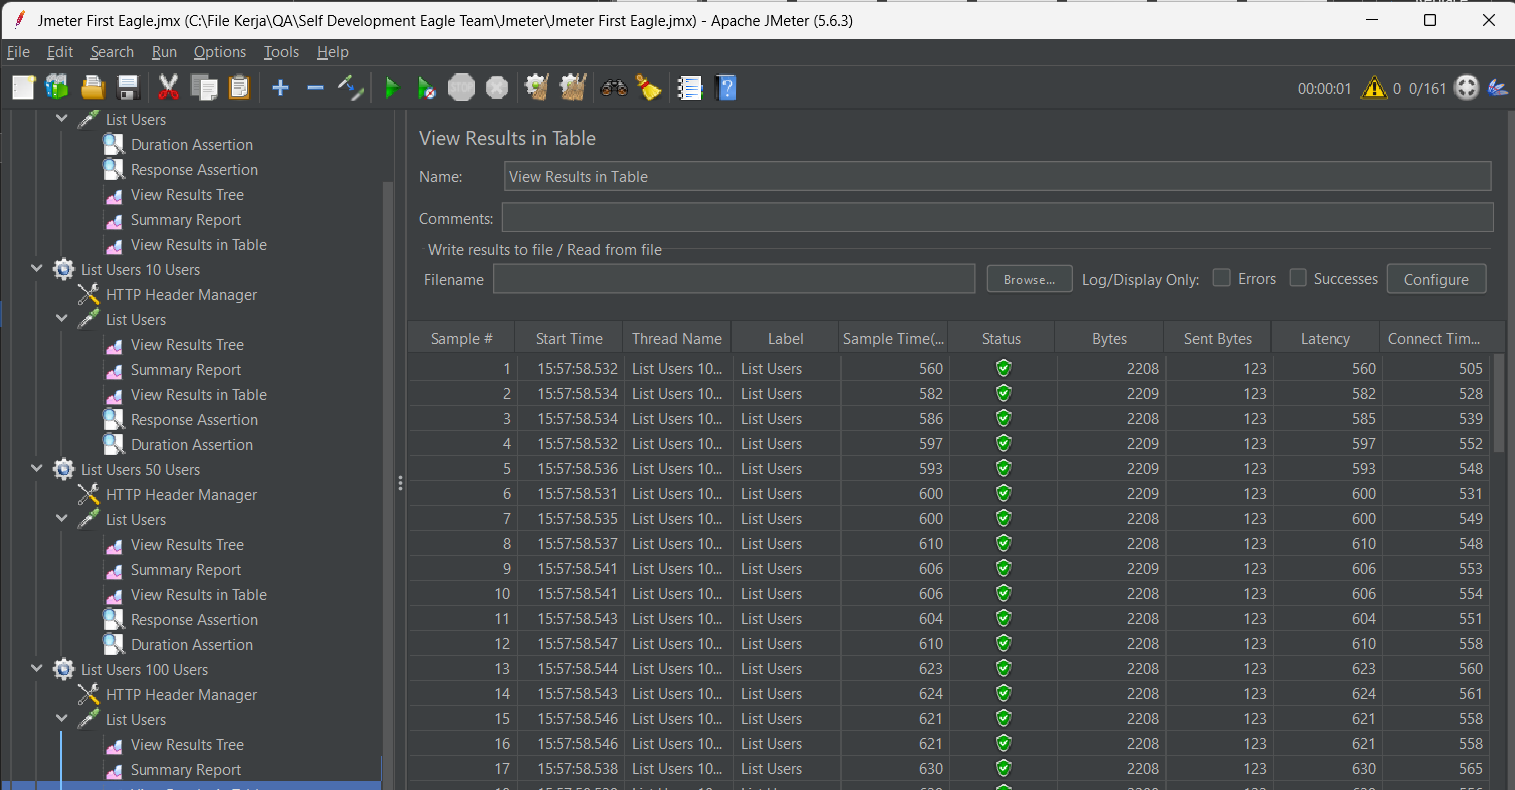 Jmeter First Eagle.jmx (C:\File Kerja\QA\Self Development Eagle Team\Jmeter\Jmeter First Eagle.jmx) - Apache JMeter (5.6.3)
File Edit Search Run Options Tools Help
STOP
00:00:01 0 0/161
List Users
Duration Assertion
Response Assertion
View Results Tree
Summary Report
View Results in Table
List Users 10 Users
HTTP Header Manager
List Users
View Results Tree
Summary Report
View Results in Table
Response Assertion
Duration Assertion
List Users 50 Users
HTTP Header Manager
List Users
View Results Tree
Summary Report
View Results in Table
Response Assertion
Duration Assertion
List Users 100 Users
HTTP Header Manager
List Users
View Results Tree
Summary Report
View Results in Table
Name: View Results in Table
Comments:
Write results to file / Read from file
Filename Browse... Log/Display Only: Errors Successes Configure
Sample # Start Time Thread Name Label Sample Time(... Status Bytes Sent Bytes Latency Connect Tim...
1 15:57:58.532 List Users 10... List Users 560 2208 123 560 505
2 15:57:58.534 List Users 10... List Users 582 2209 123 582 528
3 15:57:58.534 List Users 10... List Users 586 2208 123 585 539
4 15:57:58.532 List Users 10... List Users 597 2209 123 597 552
5 15:57:58.536 List Users 10... List Users 593 2209 123 593 548
6 15:57:58.531 List Users 10... List Users 600 2209 123 600 531
7 15:57:58.535 List Users 10... List Users 600 2208 123 600 549
8 15:57:58.537 List Users 10... List Users 610 2208 123 610 548
9 15:57:58.541 List Users 10... List Users 606 2209 123 606 553
10 15:57:58.541 List Users 10... List Users 606 2208 123 606 554
11 15:57:58.543 List Users 10... List Users 604 2208 123 604 551
12 15:57:58.547 List Users 10... List Users 610 2208 123 610 558
13 15:57:58.544 List Users 10... List Users 623 2208 123 623 560
14 15:57:58.543 List Users 10... List Users 624 2208 123 624 561
15 15:57:58.546 List Users 10... List Users 621 2208 123 621 558
16 15:57:58.546 List Users 10... List Users 621 2208 123 621 558
17 15:57:58.538 List Users 10... List Users 630 2208 123 630 565